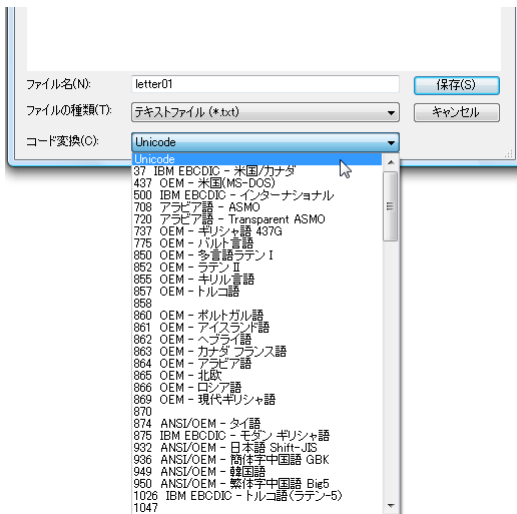 ファイル名(N): letter01 保存(S)
ファイルの種類(T): テキストファイル (*.txt) キャンセル
コード変換(C): Unicode
Unicode
37 IBM EBCDIC - 米国/カナダ
437 OEM - 米国(MS-DOS)
500 IBM EBCDIC - インターナショナル
708 アラビア語 - ASMO
720 アラビア語 - Transparent ASMO
737 OEM - ギリシャ語 437G
775 OEM - バルト言語
850 OEM - 多言語ラテン I
852 OEM - ラテン II
855 OEM - キリル言語
857 OEM - トルコ語
858
860 OEM - ポルトガル語
861 OEM - アイスランド語
862 OEM - ヘブライ語
863 OEM - カナダ フランス語
864 OEM - アラビア語
865 OEM - 北欧
866 OEM - ロシア語
869 OEM - 現代ギリシャ語
870
874 ANSI/OEM - タイ語
875 IBM EBCDIC - モダン ギリシャ語
932 ANSI/OEM - 日本語 Shift-JIS
936 ANSI/OEM - 簡体字中国語 GBK
949 ANSI/OEM - 韓国語
950 ANSI/OEM - 繁体字中国語 Big5
1026 IBM EBCDIC - トルコ語(ラテン-5)
1047